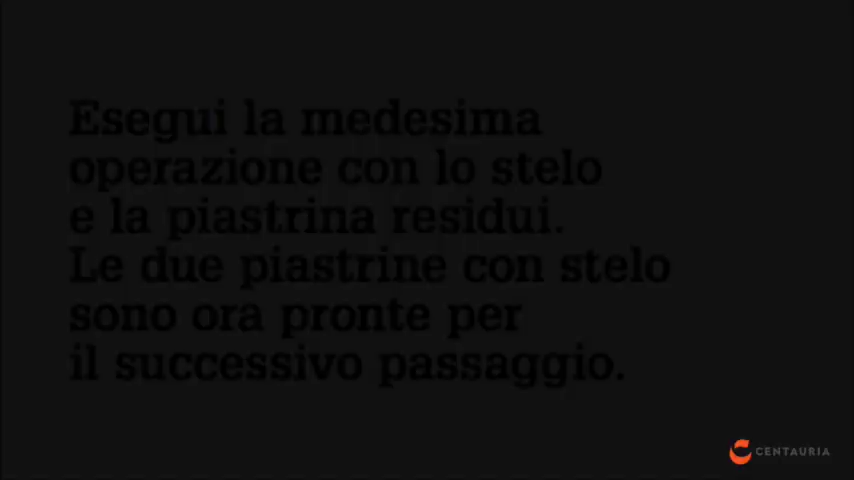 Esegui la medesima
operazione con lo stelo
e la piastrina residui.
Le due piastrine con stelo
sono ora pronte per
il successivo passaggio.
CENTAURIA